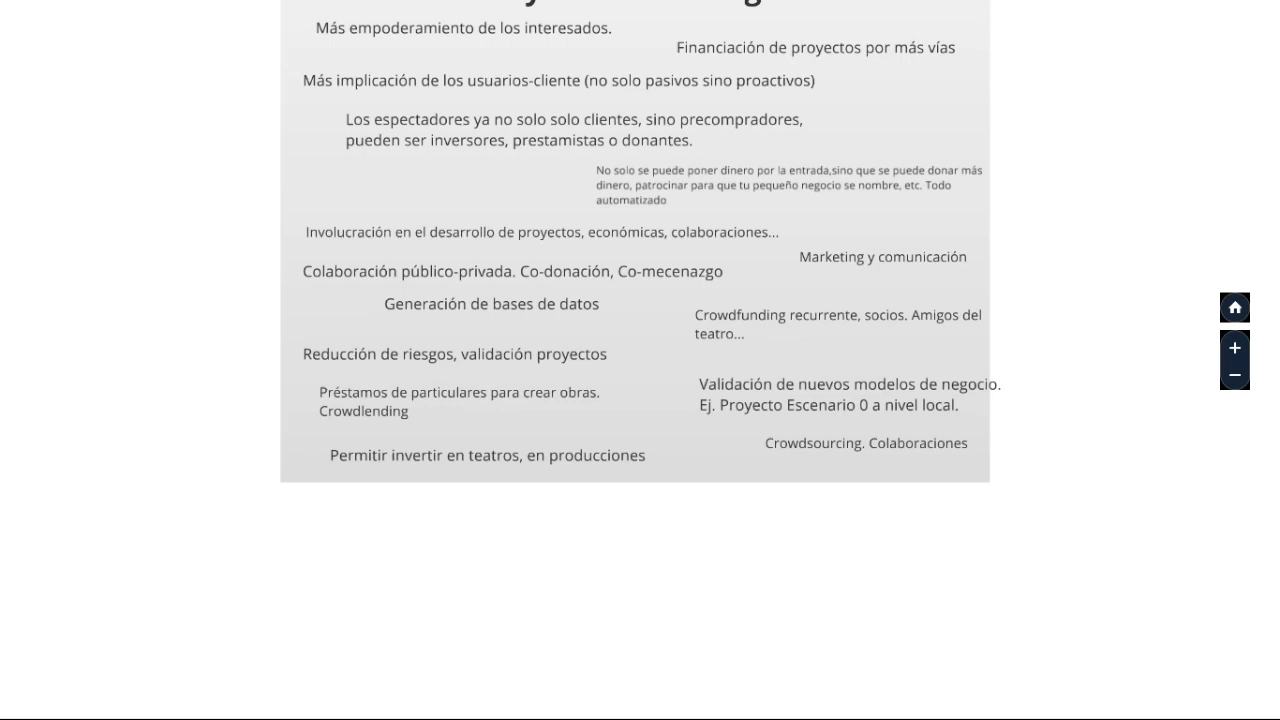 Más empoderamiento de los interesados.
Financiación de proyectos por más vías
Más implicación de los usuarios-cliente (no solo pasivos sino proactivos)
Los espectadores ya no solo solo clientes, sino precompradores,
pueden ser inversores, prestamistas o donantes.
No solo se puede poner dinero por la entrada,sino que se puede donar más
dinero, patrocinar para que tu pequeño negocio se nombre, etc. Todo
automatizado
Involucración en el desarrollo de proyectos, económicas, colaboraciones...
Marketing y comunicación
Colaboración público-privada. Co-donación, Co-mecenazgo
Generación de bases de datos
Crowdfunding recurrente, socios. Amigos del
teatro...
Reducción de riesgos, validación proyectos
Validación de nuevos modelos de negocio.
Ej. Proyecto Escenario 0 a nivel local.
Préstamos de particulares para crear obras.
Crowdlending
Crowdsourcing. Colaboraciones
Permitir invertir en teatros, en producciones